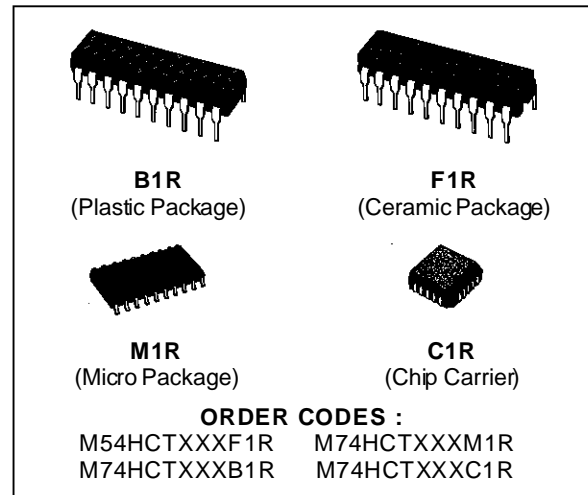 B1R
(Plastic Package)
F1R
(Ceramic Package)
M1R
(Micro Package)
C1R
(Chip Carrier)
ORDER CODES :
M54HCTXXXF1R M74HCTXXXM1R
M74HCTXXXB1R M74HCTXXXC1R